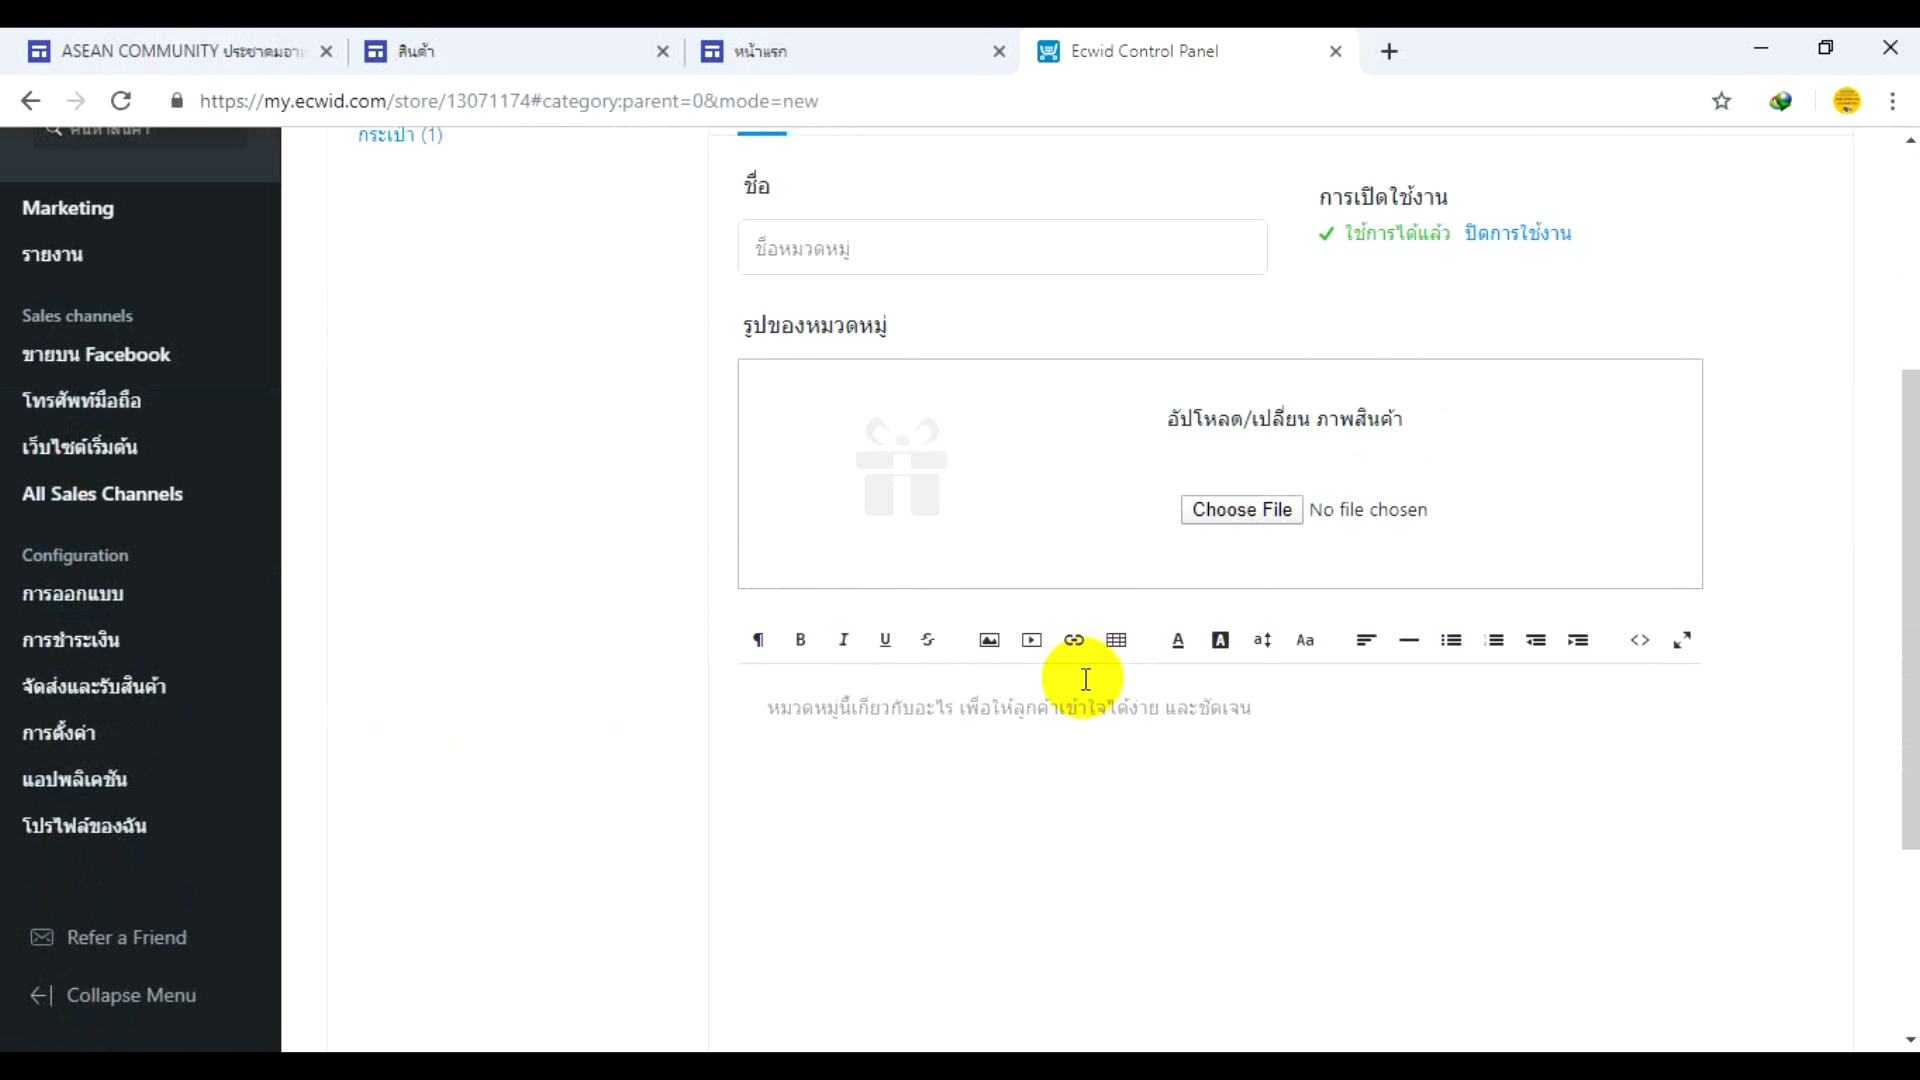 ASEAN COMMUNITY ประชาคมอา
สินค้า
หน้าแรก
Ecwid Control Panel
https://my.ecwid.com/store/13071174#category:parent=0&mode=new
ค้นหาสินค้า
กระเป๋า (1)
Marketing
รายงาน
Sales channels
ขายบน Facebook
โทรศัพท์มือถือ
เว็บไซต์เริ่มต้น
All Sales Channels
Configuration
การออกแบบ
การชำระเงิน
จัดส่งและรับสินค้า
การตั้งค่า
แอปพลิเคชัน
โปรไฟล์ของฉัน
Refer a Friend
Collapse Menu
ชื่อ
ชื่อหมวดหมู่
การเปิดใช้งาน
ใช้การได้แล้ว ปิดการใช้งาน
รูปของหมวดหมู่
อัปโหลด/เปลี่ยน ภาพสินค้า
Choose File No file chosen
หมวดหมู่นี้เกี่ยวกับอะไร เพื่อให้ลูกค้าเข้าใจได้ง่าย และชัดเจน